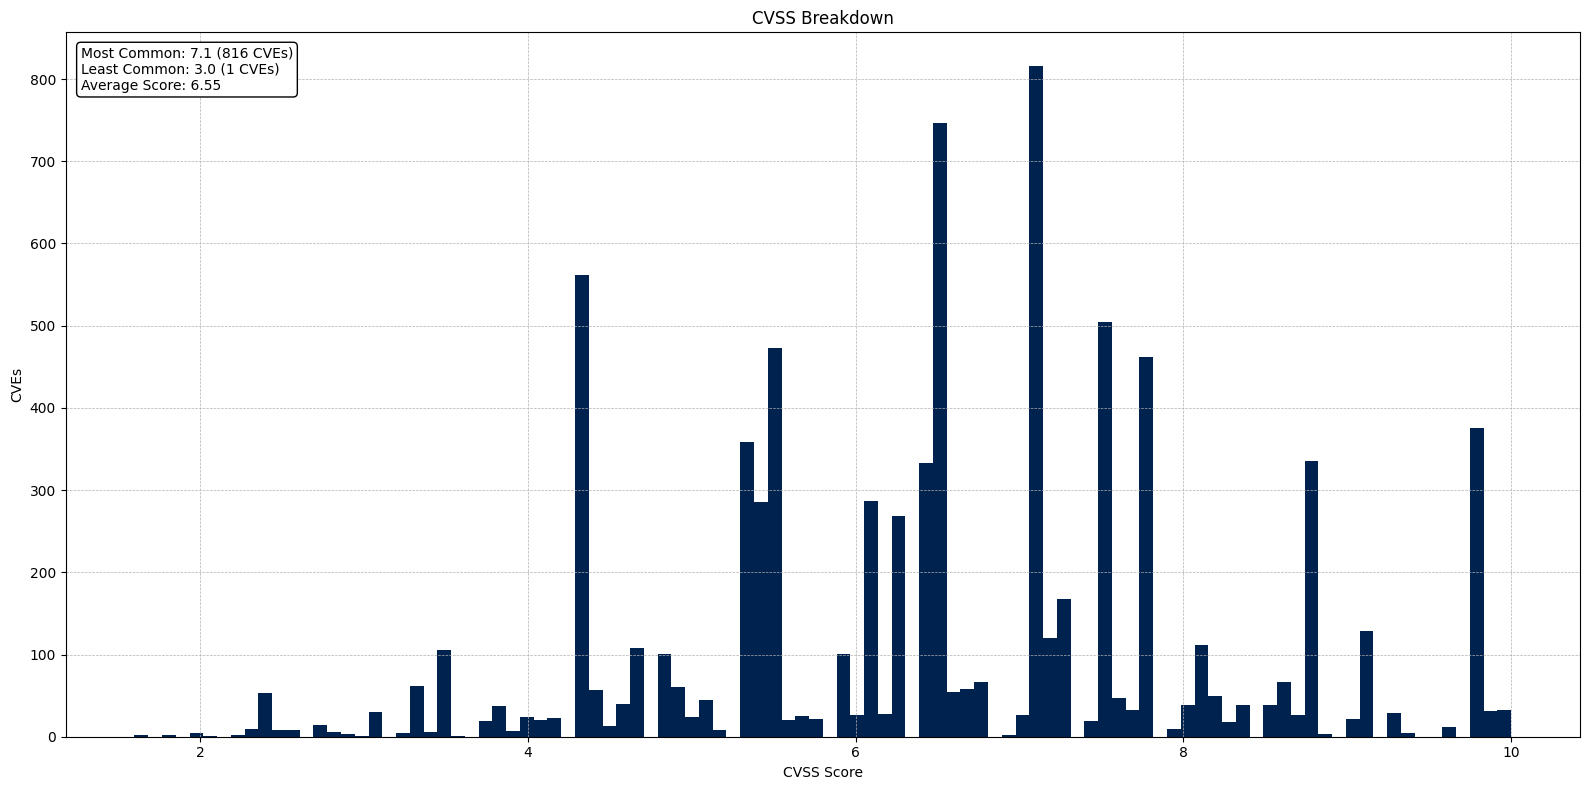 CVSS Breakdown
Most Common: 7.1 (816 CVEs)
Least Common: 3.0 (1 CVEs)
Average Score: 6.55
CVEs
800
700
600
500
400
300
200
100
0
2 4 6 8 10
CVSS Score